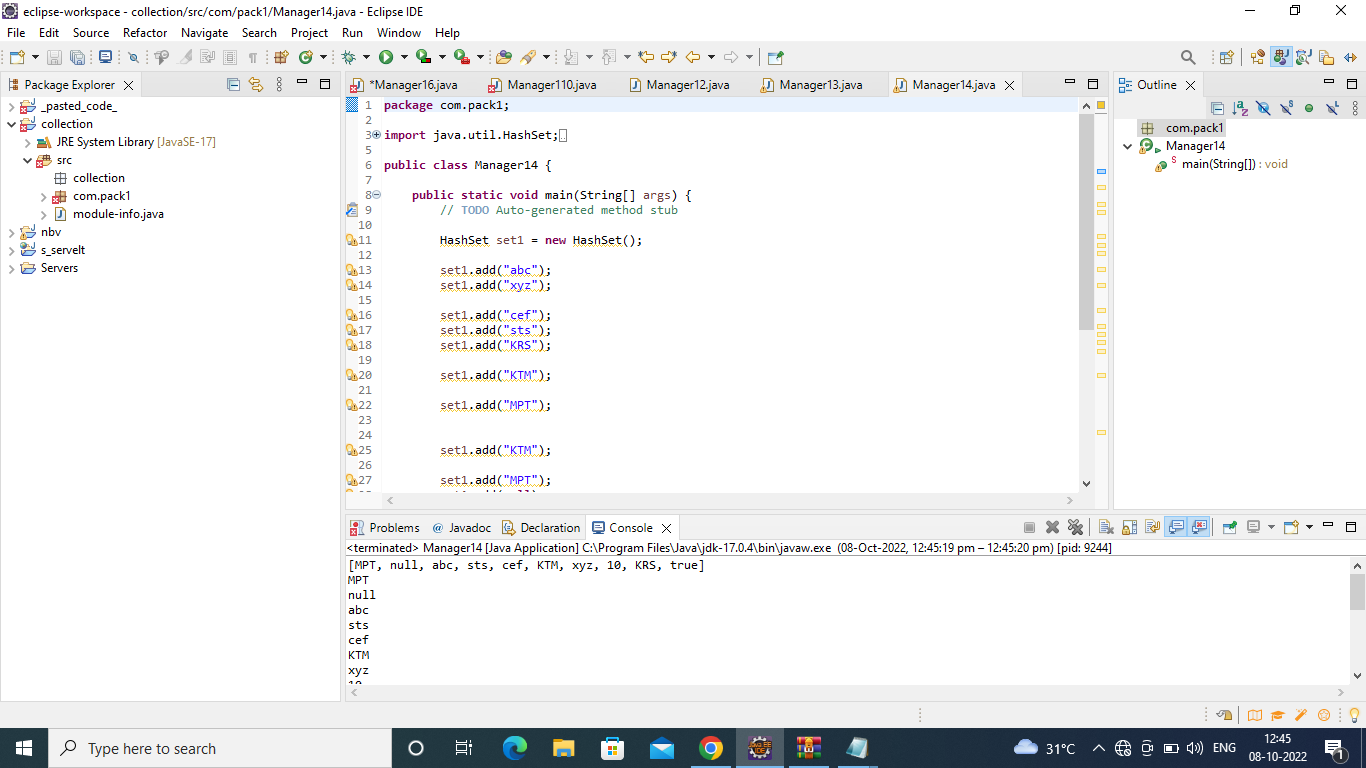 eclipse-workspace - collection/src/com/pack1/Manager14.java - Eclipse IDE
File Edit Source Refactor Navigate Search Project Run Window Help
Package Explorer
_pasted_code_
collection
JRE System Library [JavaSE-17]
src
collection
com.pack1
module-info.java
nbv
s_servelt
Servers
*Manager16.java Manager110.java Manager12.java Manager13.java Manager14.java
1 package com.pack1;
2
3 import java.util.HashSet;
5
6 public class Manager14 {
7
8 public static void main(String[] args) {
9 // TODO Auto-generated method stub
10
11 HashSet set1 = new HashSet();
12
13 set1.add("abc");
14 set1.add("xyz");
15
16 set1.add("cef");
17 set1.add("sts");
18 set1.add("KRS");
19
20 set1.add("KTM");
21
22 set1.add("MPT");
23
24
25 set1.add("KTM");
26
27 set1.add("MPT");
Outline
com.pack1
Manager14
main(String[]) : void
Problems Javadoc Declaration Console
<terminated> Manager14 [Java Application] C:\Program Files\Java\jdk-17.0.4\bin\javaw.exe (08-Oct-2022, 12:45:19 pm – 12:45:20 pm) [pid: 9244]
[MPT, null, abc, sts, cef, KTM, xyz, 10, KRS, true]
MPT
null
abc
sts
cef
KTM
xyz
10
Type here to search
31°C
ENG
12:45
08-10-2022
1